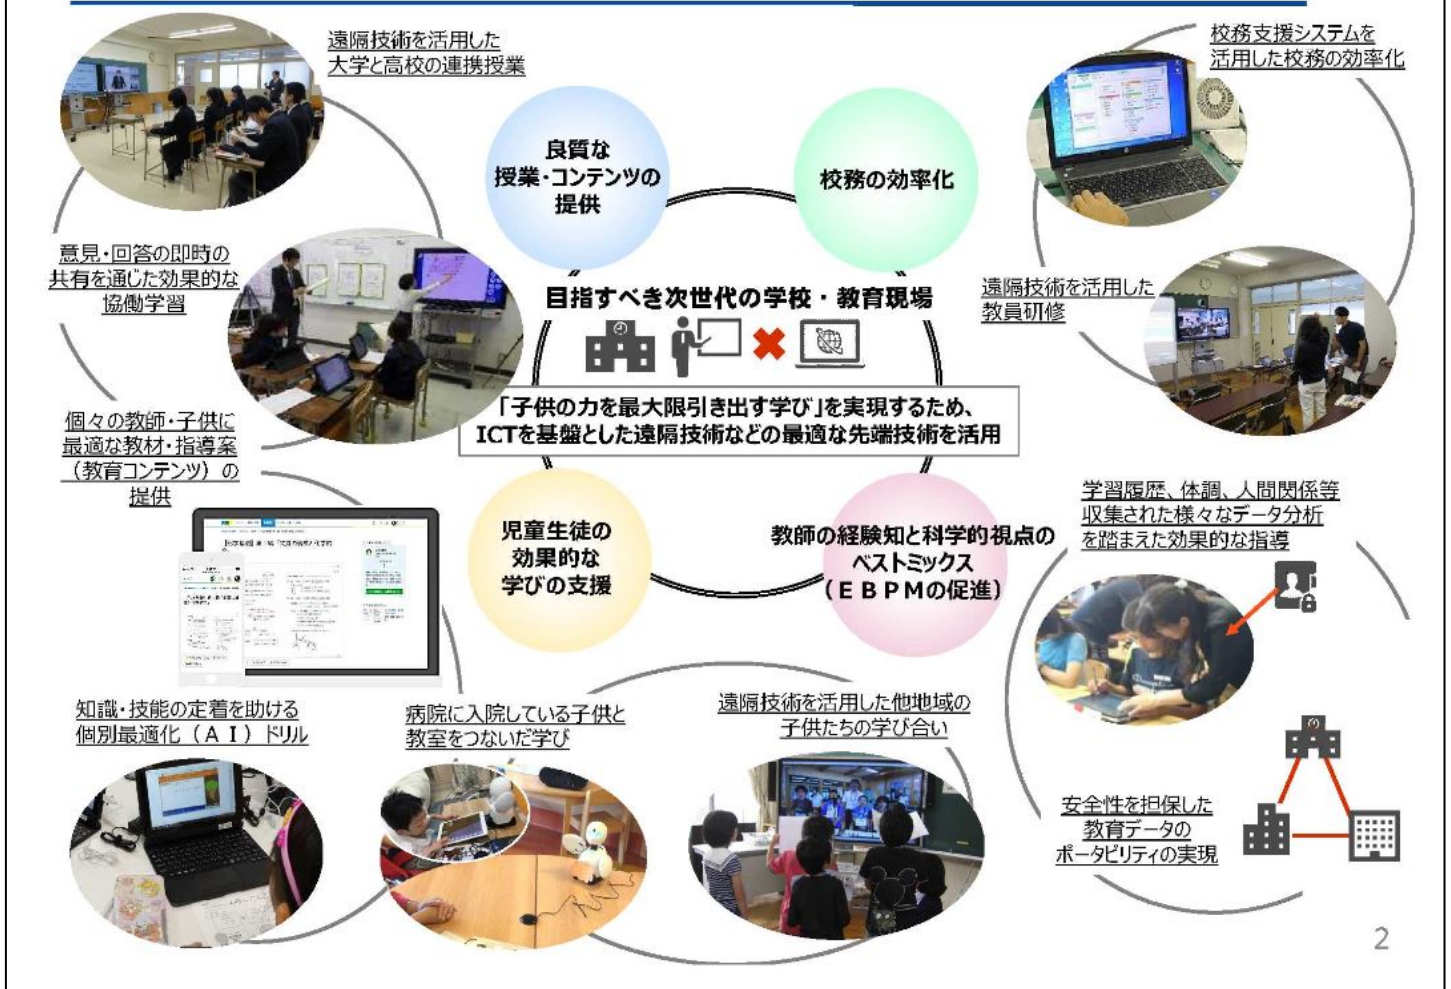 遠隔技術を活用した
大学と高校の連携授業
意見・回答の即時の
共有を通じた効果的な
協働学習
個々の教師・子供に
最適な教材・指導案
（教育コンテンツ）の
提供
知識・技能の定着を助ける
個別最適化（ＡＩ）ドリル
良質な
授業・コンテンツの
提供
校務の効率化
目指すべき次世代の学校・教育現場
「子供の力を最大限引き出す学び」を実現するため、
ICTを基盤とした遠隔技術などの最適な先端技術を活用
児童生徒の
効果的な
学びの支援
教師の経験知と科学的視点の
ベストミックス
（ＥＢＰＭの促進）
病院に入院している子供と
教室をつないだ学び
遠隔技術を活用した他地域の
子供たちの学び合い
校務支援システムを
活用した校務の効率化
遠隔技術を活用した
教員研修
学習履歴、体調、人間関係等
収集された様々なデータ分析
を踏まえた効果的な指導
安全性を担保した
教育データの
ポータビリティの実現
2